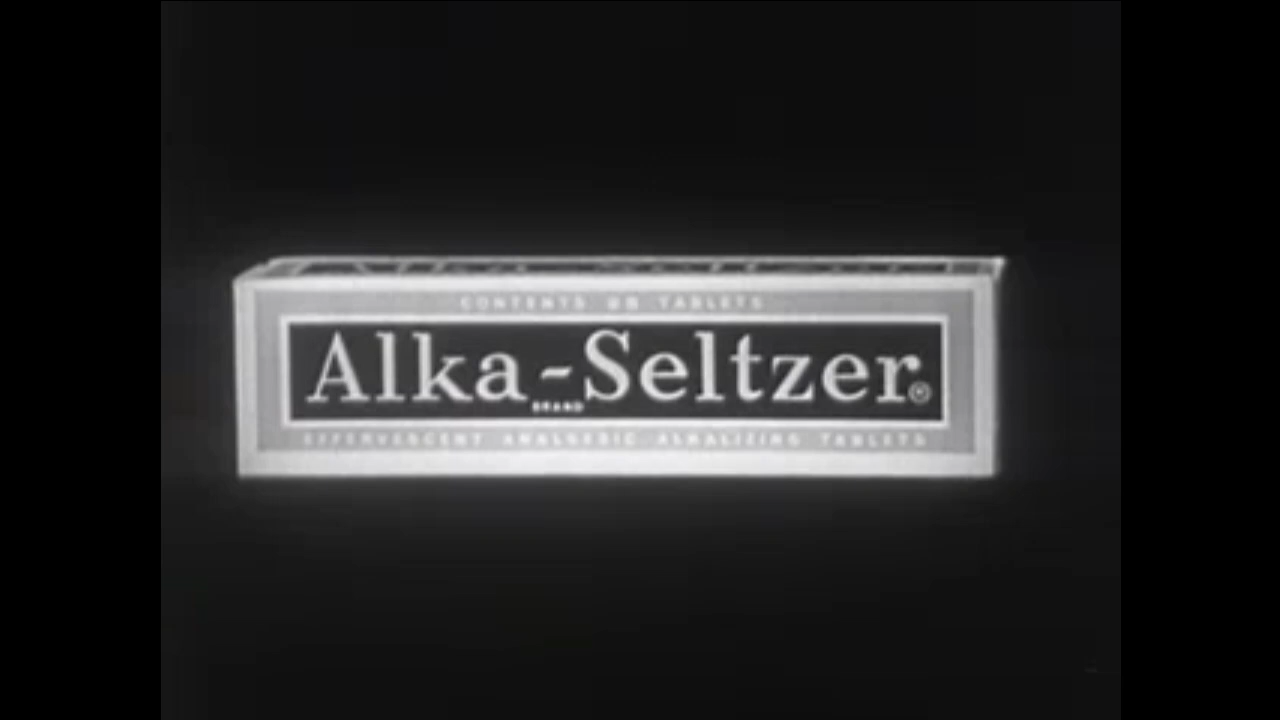 CONTENTS TABLETS
Alka-Seltzer®
BRAND
EFFERVESCENT ANALGESIC ALKALIZING TABLETS